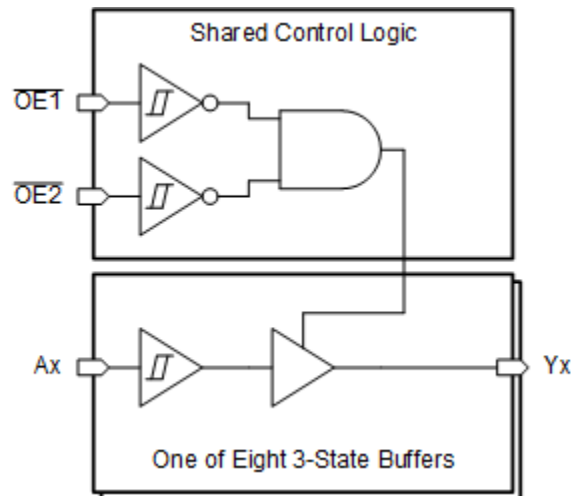 Shared Control Logic
OE1
OE2
Ax
Yx
One of Eight 3-State Buffers